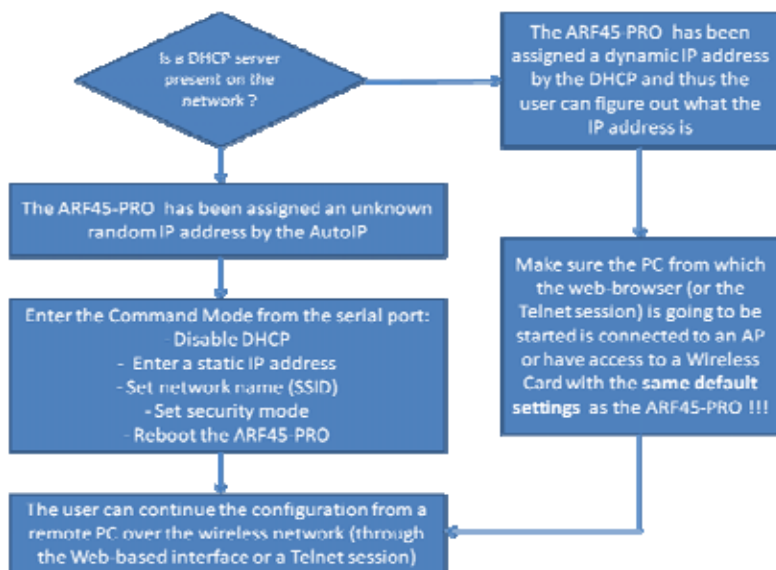 Is a DHCP server
present on the
network ?
The ARF45-PRO has been
assigned a dynamic IP address
by the DHCP and thus the
user can figure out what the
IP address is
The ARF45-PRO has been assigned an unknown
random IP address by the AutoIP
Make sure the PC from which
the web-browser (or the
Telnet session) is going to be
started is connected to an AP
or have access to a Wireless
Card with the same default
settings as the ARF45-PRO !!!
Enter the Command Mode from the serial port:
- Disable DHCP
- Enter a static IP address
- Set network name (SSID)
- Set security mode
- Reboot the ARF45-PRO
The user can continue the configuration from a
remote PC over the wireless network (through
the Web-based interface or a Telnet session)